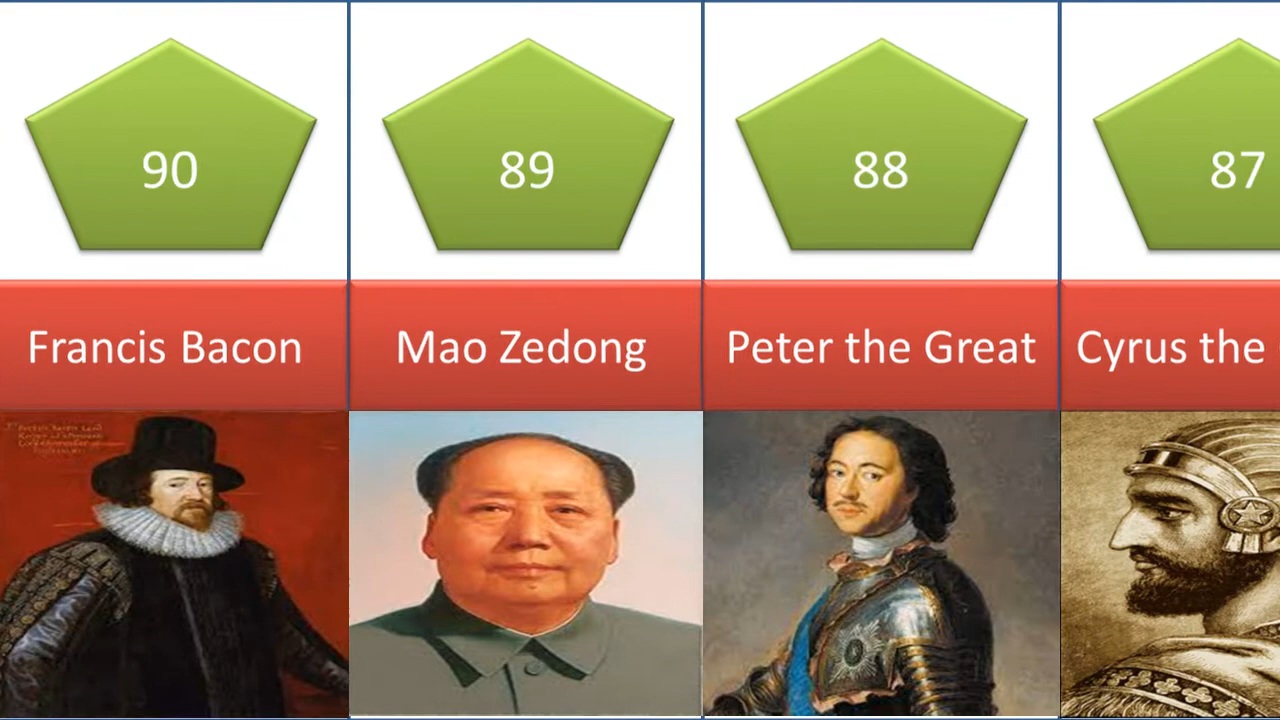 90
89
88
87
Francis Bacon
Mao Zedong
Peter the Great
Cyrus the